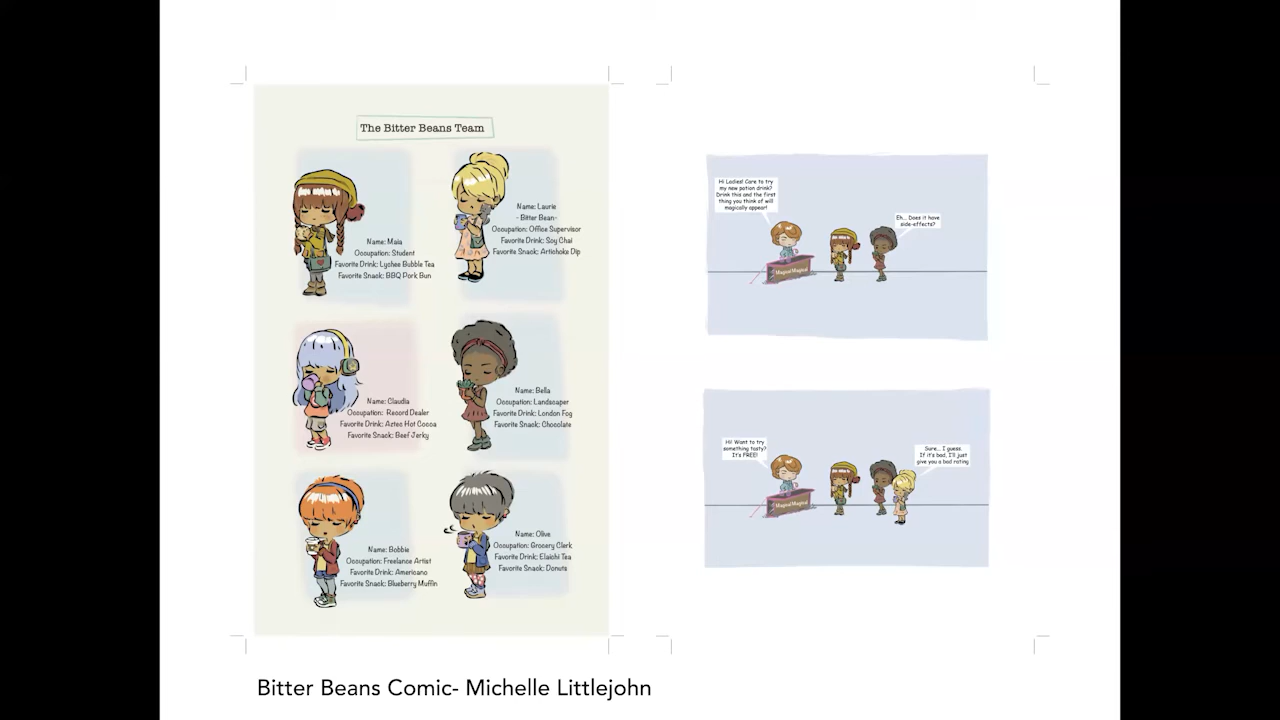 The Bitter Beans Team
Name: Maia
Occupation: Student
Favorite Drink: Lychee Bubble Tea
Favorite Snack: BBQ Pork Bun
Name: Laurie
- Bitter Bean-
Occupation: Office Supervisor
Favorite Drink: Soy Chai
Favorite Snack: Artichoke Dip
Name: Claudia
Occupation: Record Dealer
Favorite Drink: Aztec Hot Cocoa
Favorite Snack: Beef Jerky
Name: Bella
Occupation: Landscaper
Favorite Drink: London Fog
Favorite Snack: Chocolate
Name: Bobbie
Occupation: Freelance Artist
Favorite Drink: Americano
Favorite Snack: Blueberry Muffin
Name: Olive
Occupation: Grocery Clerk
Favorite Drink: Elaichi Tea
Favorite Snack: Donuts
Hi Ladies! Care to try
my new potion drink?
Drink this and the first
thing you think of will
magically appear!
Eh... Does it have
side-effects?
Magical Magical
Hi! Want to try
something tasty?
It's FREE!
Sure... I guess.
If it's bad, I'll just
give you a bad rating
Magical Magical
Bitter Beans Comic- Michelle Littlejohn